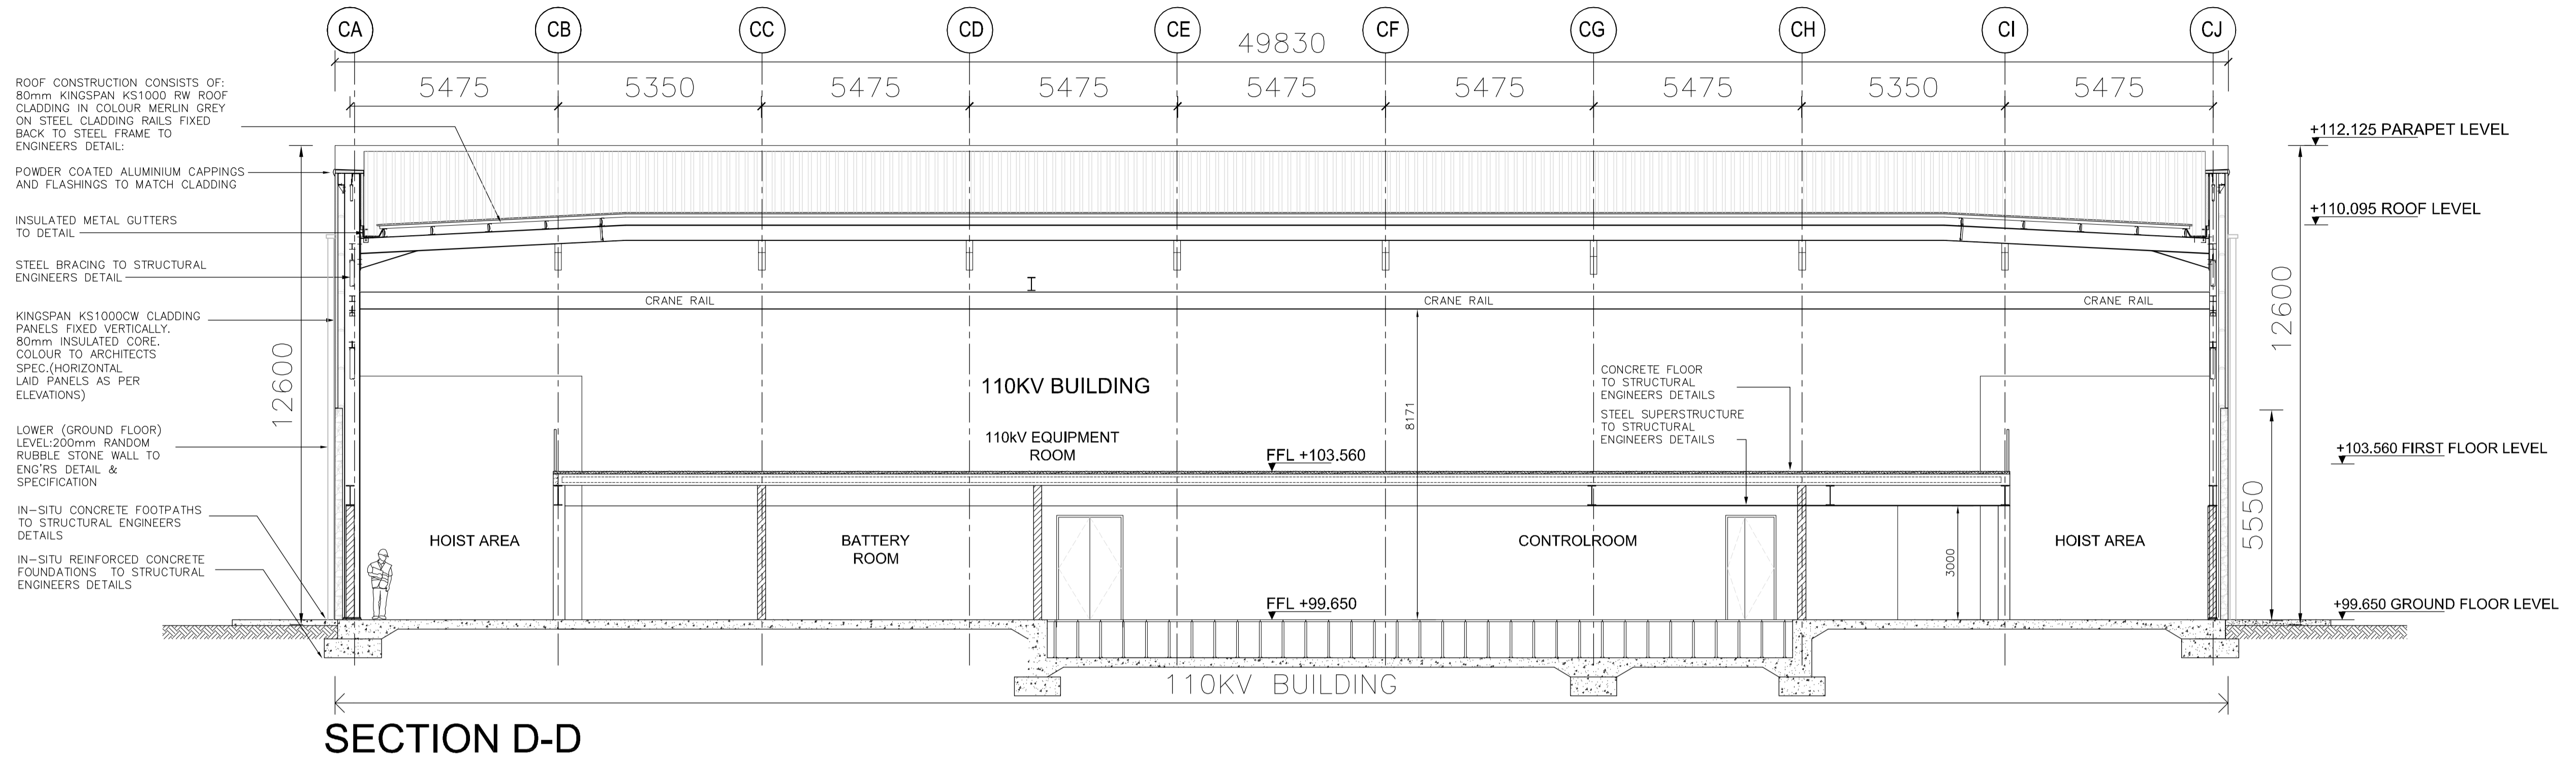 CA
CB
CC
CD
CE
CF
CG
CH
CI
CJ
49830
5475
5350
5475
5475
5475
5475
5475
5350
5475
ROOF CONSTRUCTION CONSISTS OF:
80mm KINGSPAN KS1000 RW ROOF
CLADDING IN COLOUR MERLIN GREY
ON STEEL CLADDING RAILS FIXED
BACK TO STEEL FRAME TO
ENGINEERS DETAIL:
POWDER COATED ALUMINIUM CAPPINGS
AND FLASHINGS TO MATCH CLADDING
INSULATED METAL GUTTERS
TO DETAIL
STEEL BRACING TO STRUCTURAL
ENGINEERS DETAIL
KINGSPAN KS1000CW CLADDING
PANELS FIXED VERTICALLY.
80mm INSULATED CORE.
COLOUR TO ARCHITECTS
SPEC.(HORIZONTAL
LAID PANELS AS PER
ELEVATIONS)
LOWER (GROUND FLOOR)
LEVEL:200mm RANDOM
RUBBLE STONE WALL TO
ENG'RS DETAIL &
SPECIFICATION
IN-SITU CONCRETE FOOTPATHS
TO STRUCTURAL ENGINEERS
DETAILS
IN-SITU REINFORCED CONCRETE
FOUNDATIONS TO STRUCTURAL
ENGINEERS DETAILS
12600
CRANE RAIL
CRANE RAIL
CRANE RAIL
110KV BUILDING
110kV EQUIPMENT
ROOM
FFL +103.560
8171
CONCRETE FLOOR
TO STRUCTURAL
ENGINEERS DETAILS
STEEL SUPERSTRUCTURE
TO STRUCTURAL
ENGINEERS DETAILS
HOIST AREA
BATTERY
ROOM
CONTROLROOM
3000
HOIST AREA
FFL +99.650
+112.125 PARAPET LEVEL
+110.095 ROOF LEVEL
12600
+103.560 FIRST FLOOR LEVEL
5550
+99.650 GROUND FLOOR LEVEL
110KV BUILDING
SECTION D-D